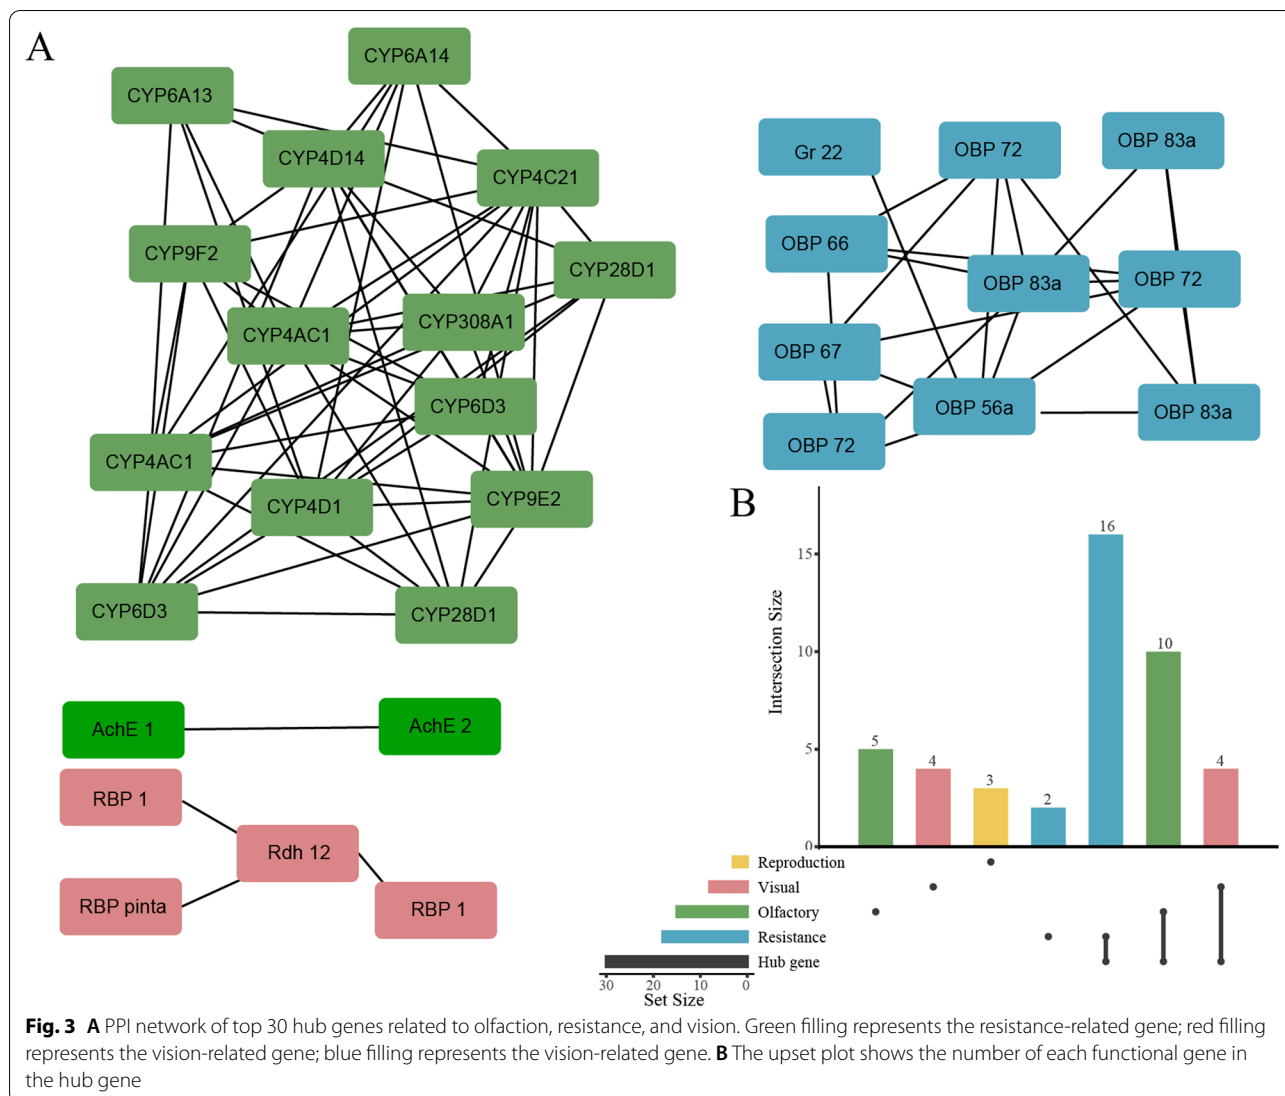 A
CYP6A14
CYP6A13
CYP4D14
CYP4C21
CYP9F2
CYP28D1
CYP4AC1
CYP308A1
CYP6D3
CYP4AC1
CYP4D1
CYP9E2
CYP6D3
CYP28D1
AchE 1
AchE 2
RBP 1
Rdh 12
RBP pinta
RBP 1
Gr 22
OBP 72
OBP 83a
OBP 66
OBP 83a
OBP 72
OBP 67
OBP 56a
OBP 83a
OBP 72
B
Intersection Size
15
10
5
0
5
4
3
2
16
10
4
Reproduction
Visual
Olfactory
Resistance
Hub gene
30 20 10 0
Set Size
Fig. 3 A PPI network of top 30 hub genes related to olfaction, resistance, and vision. Green filling represents the resistance-related gene; red filling
represents the vision-related gene; blue filling represents the vision-related gene. B The upset plot shows the number of each functional gene in
the hub gene